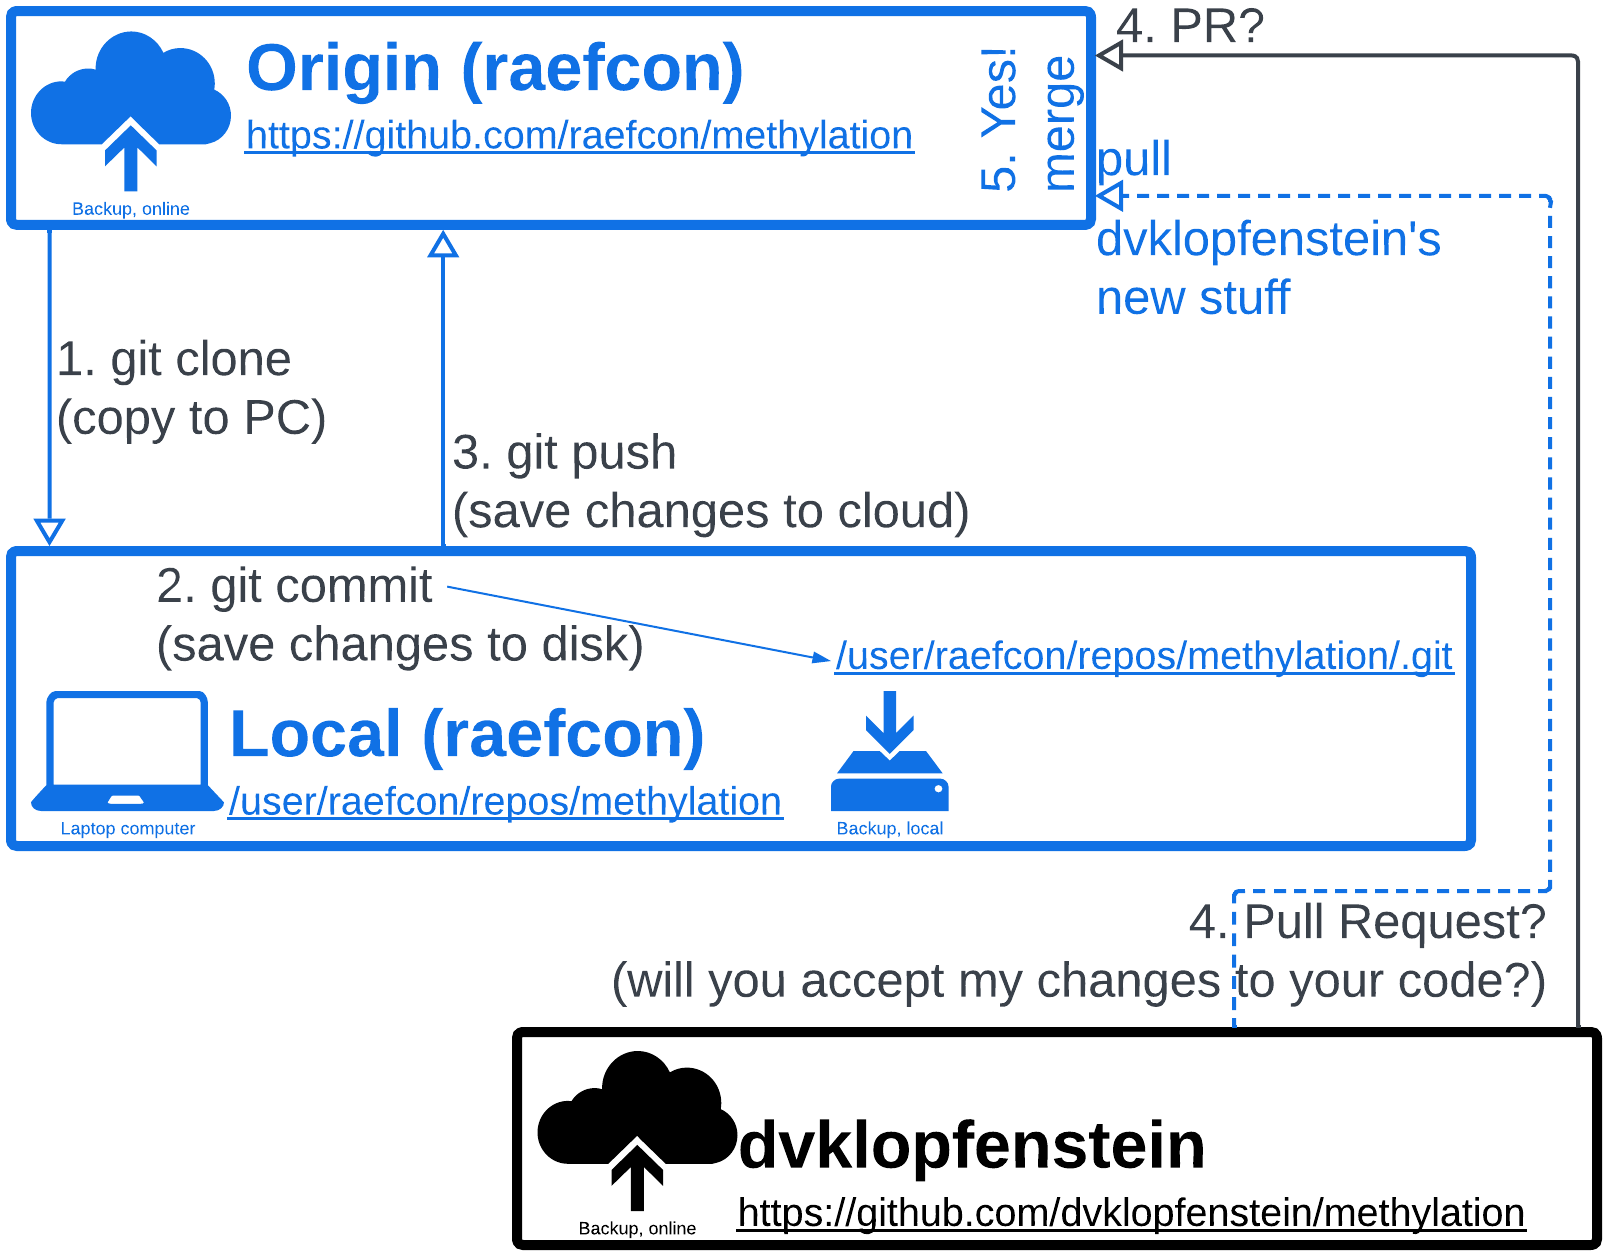 4. PR?
Origin (raefcon)
https://github.com/raefcon/methylation
Backup, online
5. Yes!
merge
pull
dvklopfenstein's
new stuff
1. git clone
(copy to PC)
3. git push
(save changes to cloud)
2. git commit
(save changes to disk)
/user/raefcon/repos/methylation/.git
Local (raefcon)
/user/raefcon/repos/methylation
Laptop computer
Backup, local
4. Pull Request?
(will you accept my changes to your code?)
dvklopfenstein
https://github.com/dvklopfenstein/methylation
Backup, online